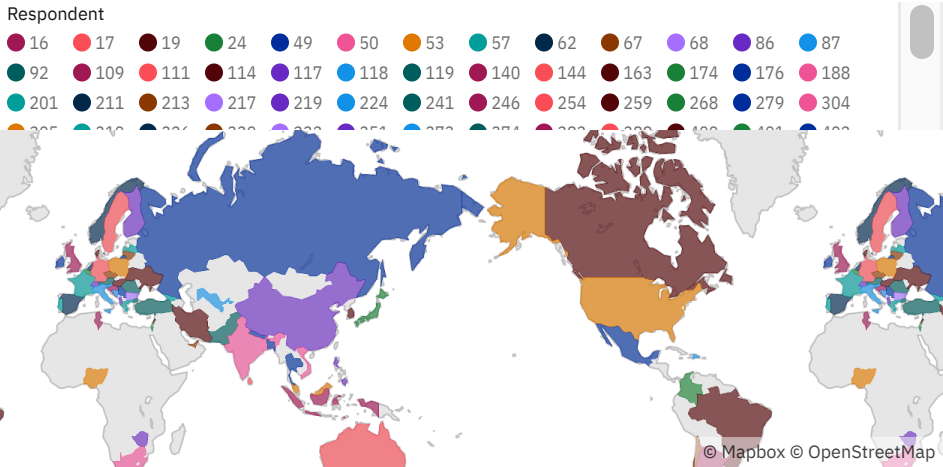 Respondent
16 17 19 24 49 50 53 57 62 67 68 86 87
92 109 111 114 117 118 119 140 144 163 174 176 188
201 211 213 217 219 224 241 246 254 259 268 279 304
© Mapbox © OpenStreetMap